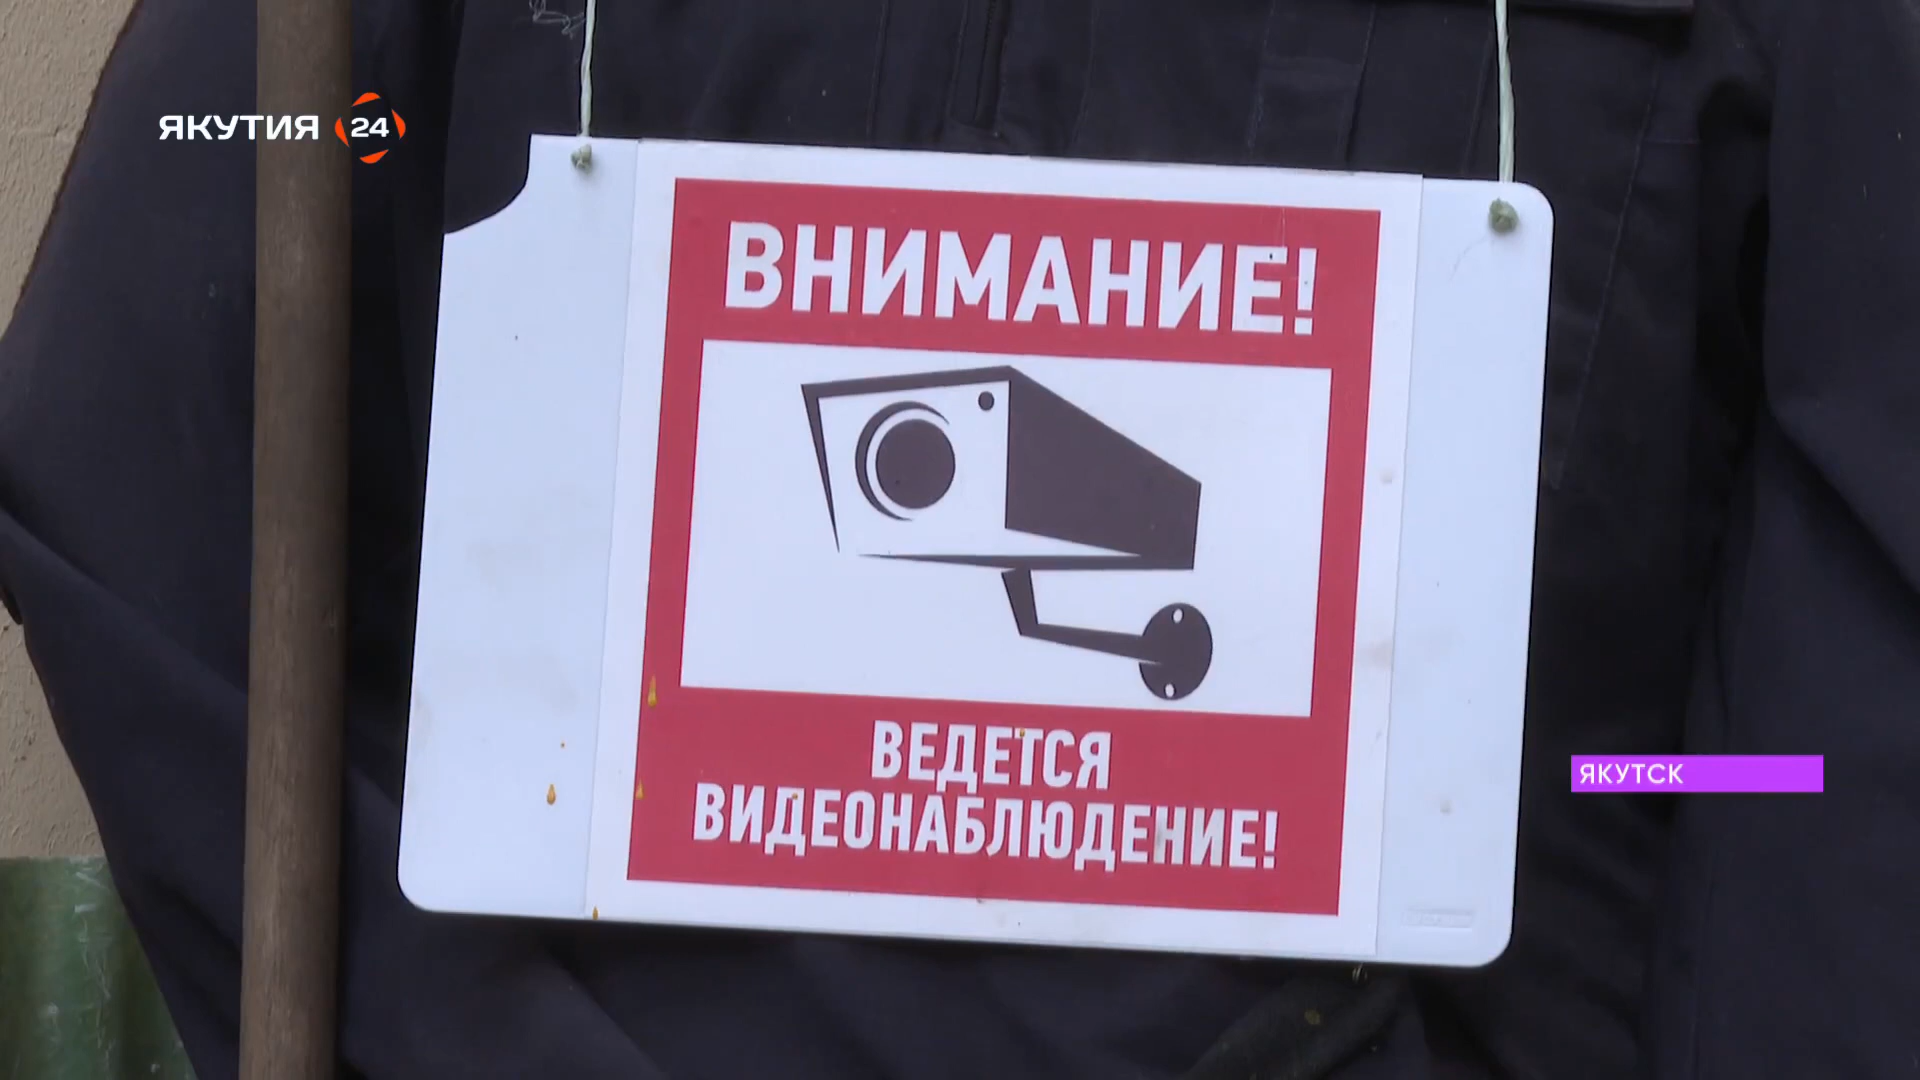 ЯКУТИЯ 24
ВНИМАНИЕ!
ВЕДЕТСЯ
ВИДЕОНАБЛЮДЕНИЕ!
ЯКУТСК